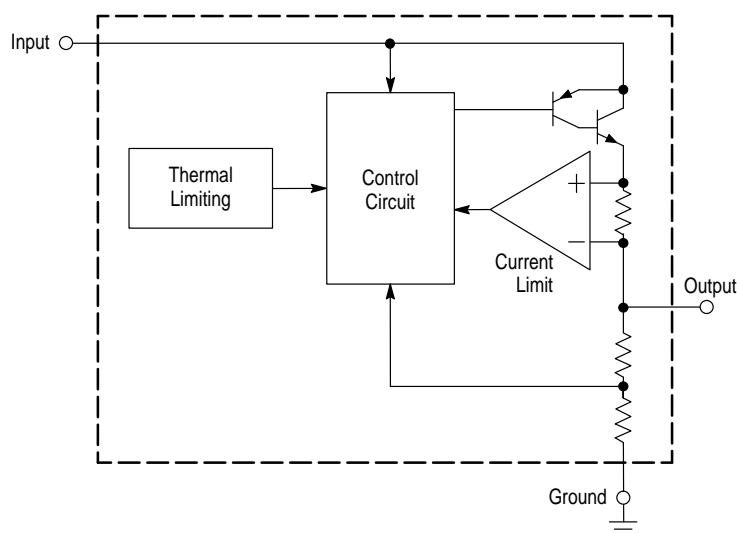 Input
Thermal
Limiting
Control
Circuit
+
−
Current
Limit
Output
Ground